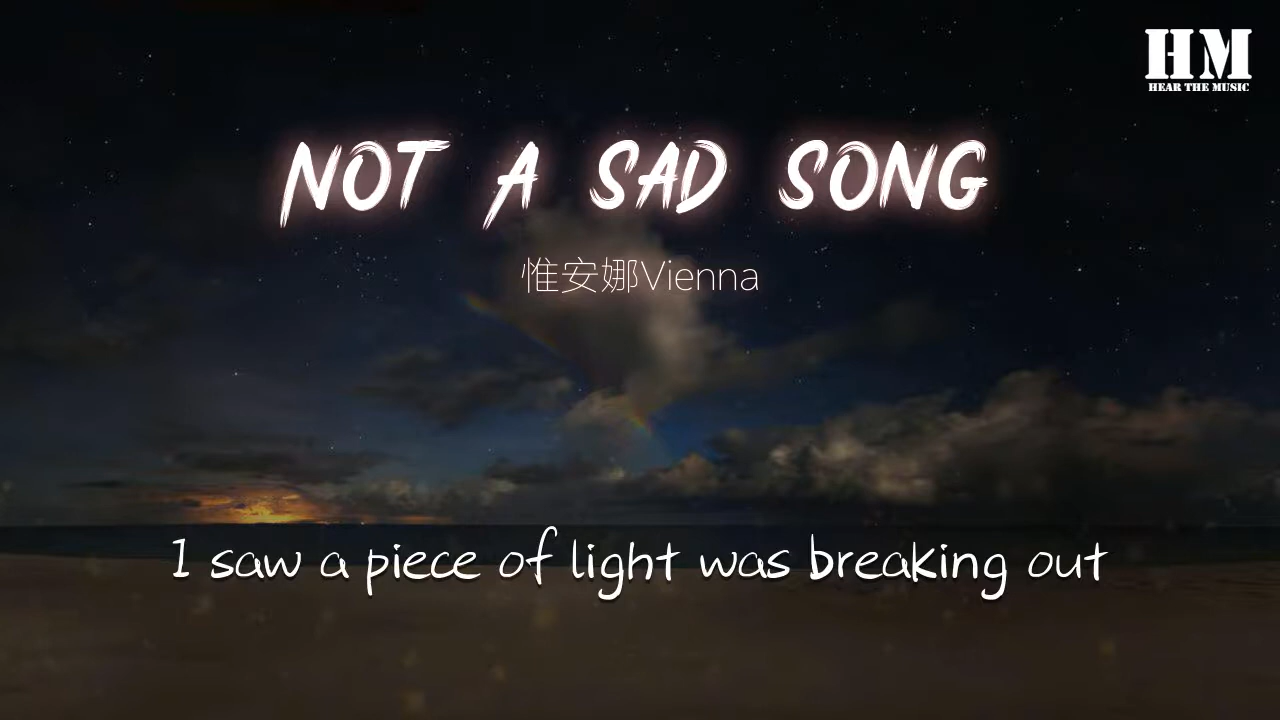 HM
HEAR THE MUSIC
NOT A SAD SONG
惟安娜Vienna
I saw a piece of light was breaking out